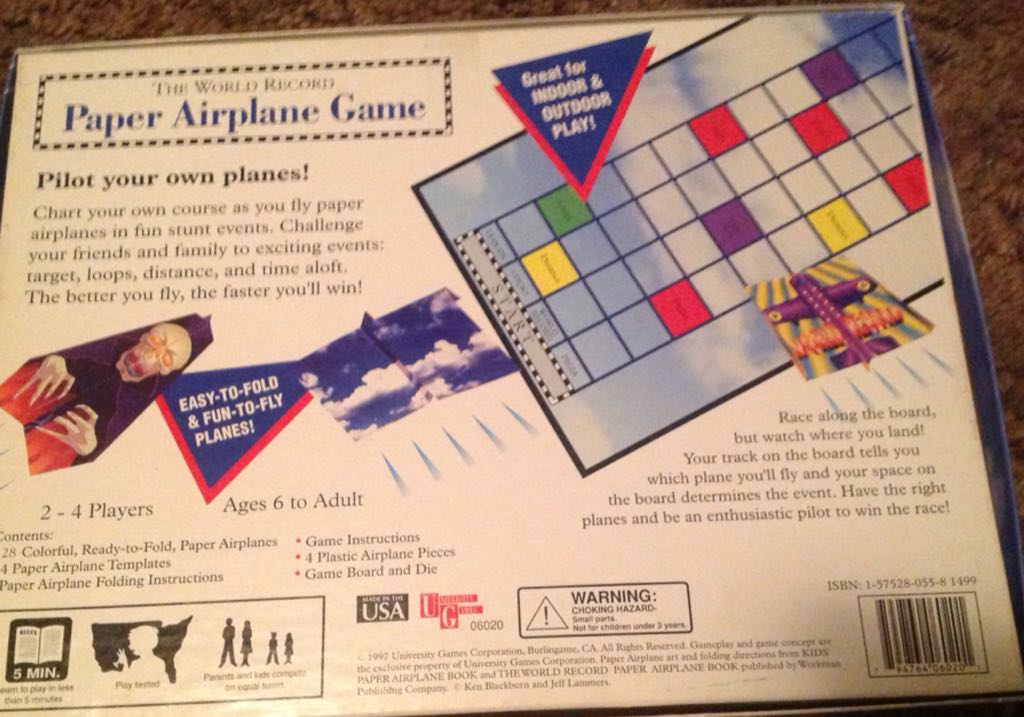 THE WORLD RECORD
Paper Airplane Game
Great for
INDOOR &
OUTDOOR
PLAY!
Pilot your own planes!
Chart your own course as you fly paper
airplanes in fun stunt events. Challenge
your friends and family to exciting events:
target, loops, distance, and time aloft.
The better you fly, the faster you'll win!
START
EASY-TO-FOLD
& FUN-TO-FLY
PLANES!
Race along the board,
but watch where you land!
Your track on the board tells you
which plane you'll fly and your space on
the board determines the event. Have the right
planes and be an enthusiastic pilot to win the race!
2 - 4 Players
Ages 6 to Adult
Contents:
28 Colorful, Ready-to-Fold, Paper Airplanes
4 Paper Airplane Templates
Paper Airplane Folding Instructions
• Game Instructions
• 4 Plastic Airplane Pieces
• Game Board and Die
RULES
5 MIN.
earn to play in less
than 5 minutes
Play tested
Parents and kids compete
on equal terms
MADE IN THE
USA
UNIVERSITY
GAMES
06020
WARNING:
CHOKING HAZARD-
Small parts.
Not for children under 3 years.
ISBN: 1-57528-055-8 1499
7 94764 06020
© 1997 University Games Corporation, Burlingame, CA. All Rights Reserved. Gameplay and game concept are
the exclusive property of University Games Corporation. Paper Airplane art and folding directions from KIDS'
PAPER AIRPLANE BOOK and THE WORLD RECORD PAPER AIRPLANE BOOK published by Workman
Publishing Company. © Ken Blackburn and Jeff Lammers.